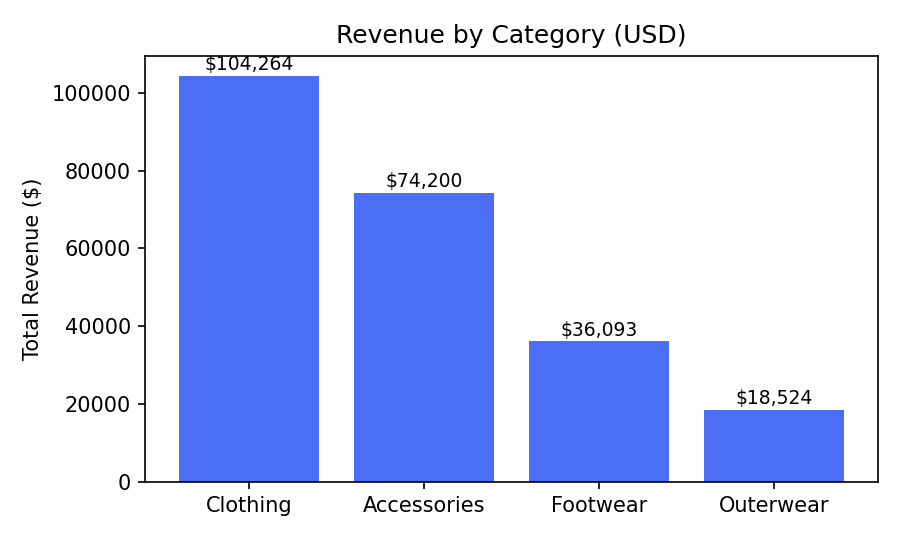 Revenue by Category (USD)
Total Revenue ($)
100000
80000
60000
40000
20000
0
$104,264
$74,200
$36,093
$18,524
Clothing
Accessories
Footwear
Outerwear